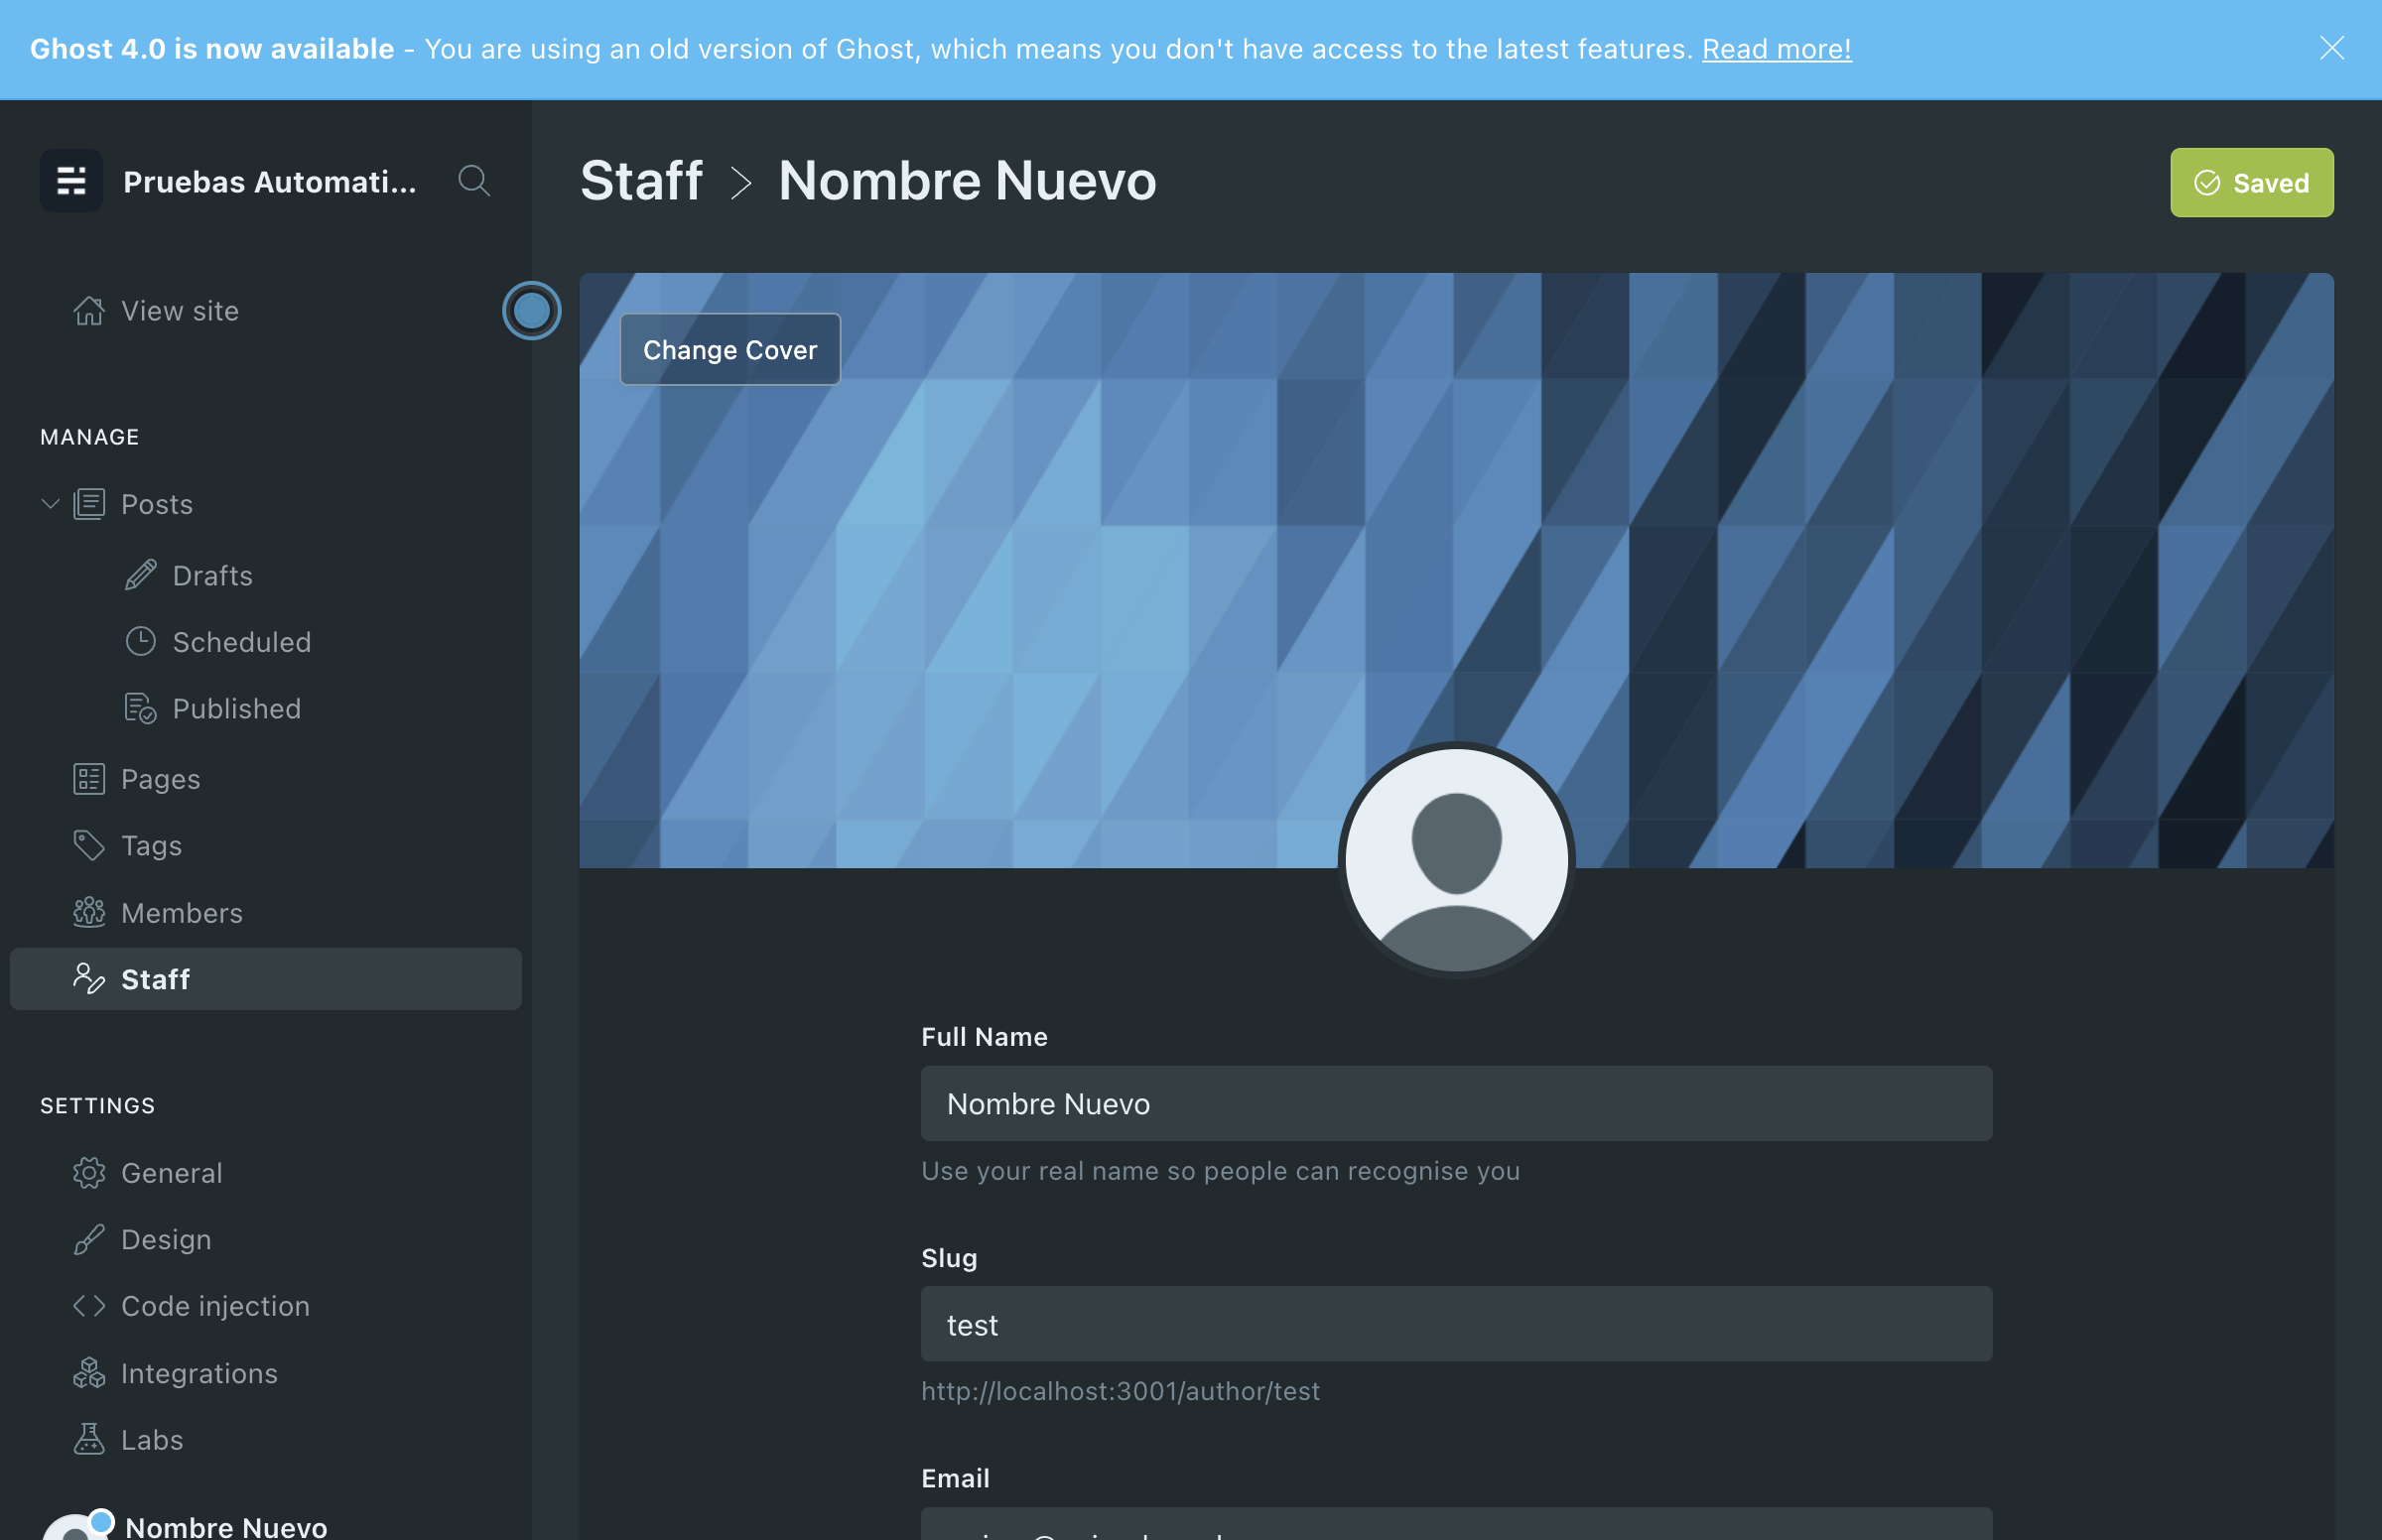 Ghost 4.0 is now available - You are using an old version of Ghost, which means you don't have access to the latest features. Read more!
Pruebas Automati...
View site
MANAGE
Posts
Drafts
Scheduled
Published
Pages
Tags
Members
Staff
SETTINGS
General
Design
Code injection
Integrations
Labs
Nombre Nuevo
Staff > Nombre Nuevo
Saved
Change Cover
Full Name
Nombre Nuevo
Use your real name so people can recognise you
Slug
test
http://localhost:3001/author/test
Email